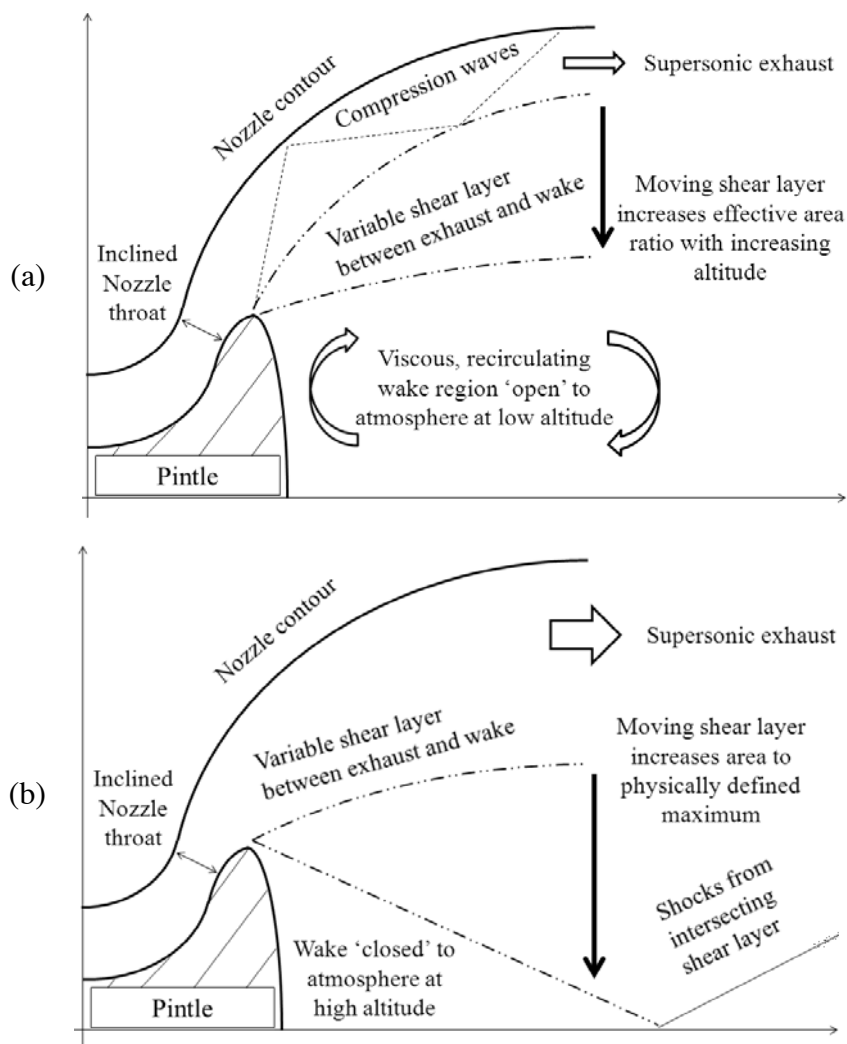 (a)
Nozzle contour
Compression waves
Supersonic exhaust
Variable shear layer
between exhaust and wake
Moving shear layer
increases effective area
ratio with increasing
altitude
Inclined
Nozzle
throat
Viscous, recirculating
wake region ‘open’ to
atmosphere at low altitude
Pintle
(b)
Nozzle contour
Supersonic exhaust
Variable shear layer
between exhaust and wake
Moving shear layer
increases area to
physically defined
maximum
Inclined
Nozzle
throat
Shocks from
intersecting
shear layer
Wake ‘closed’ to
atmosphere at
high altitude
Pintle